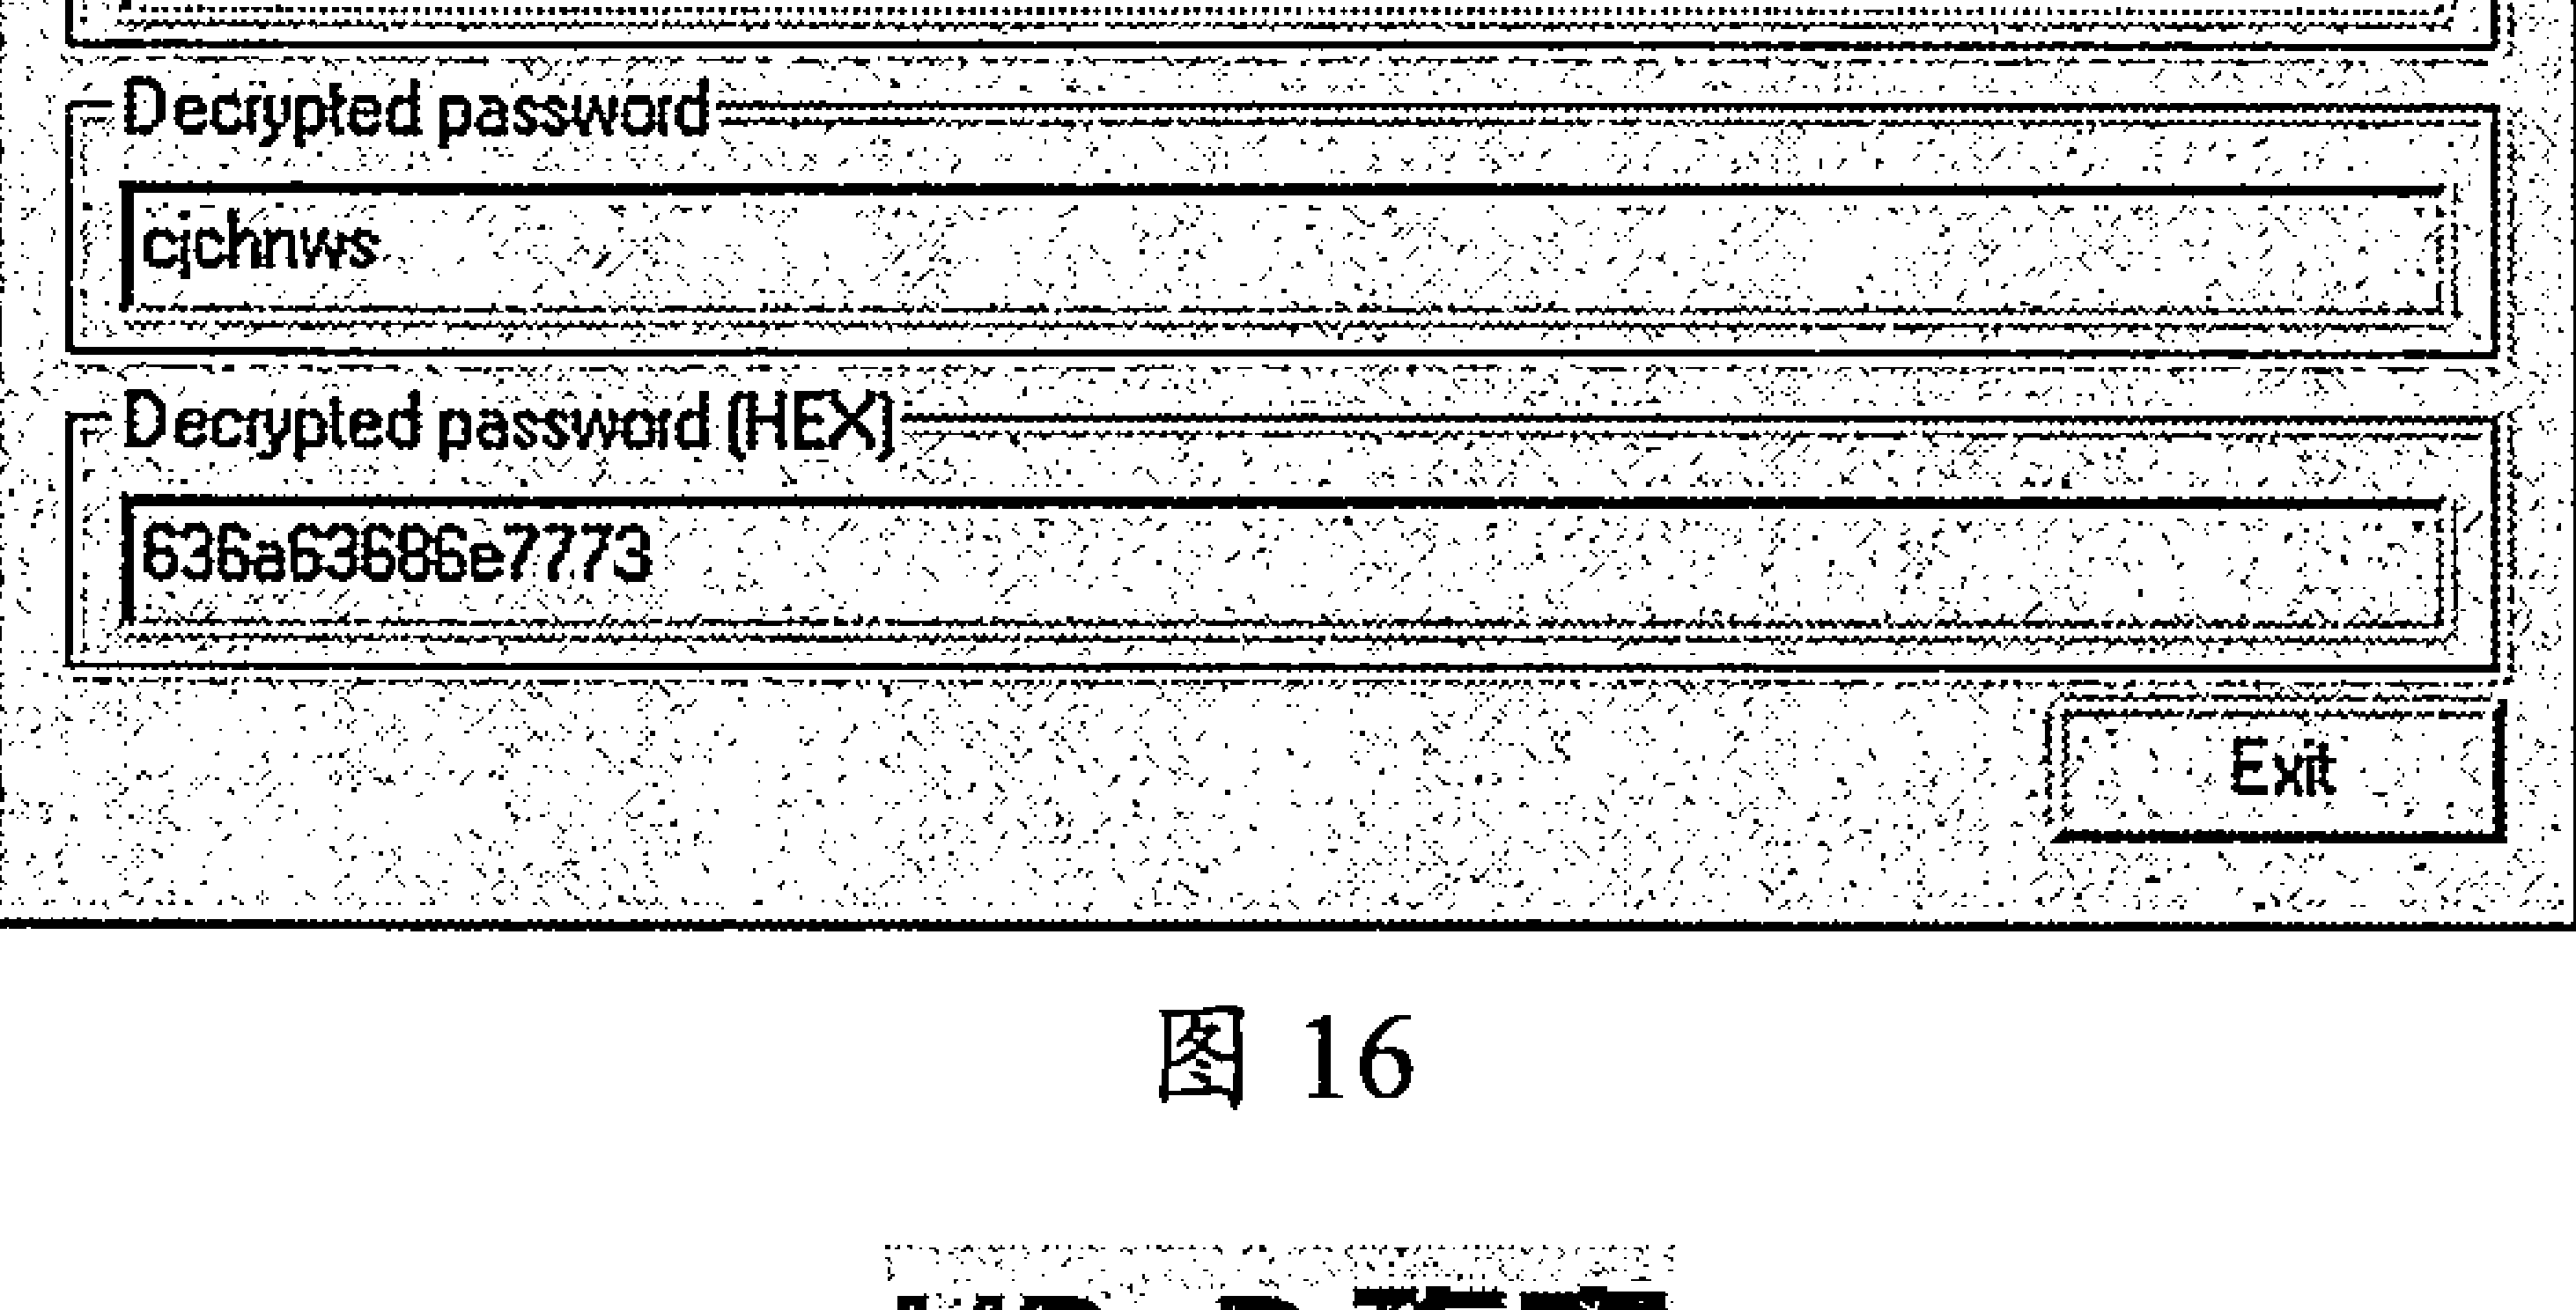 Decrypted password
cjchnws
Decrypted password (HEX)
636a63686e7773
Exit
图 16